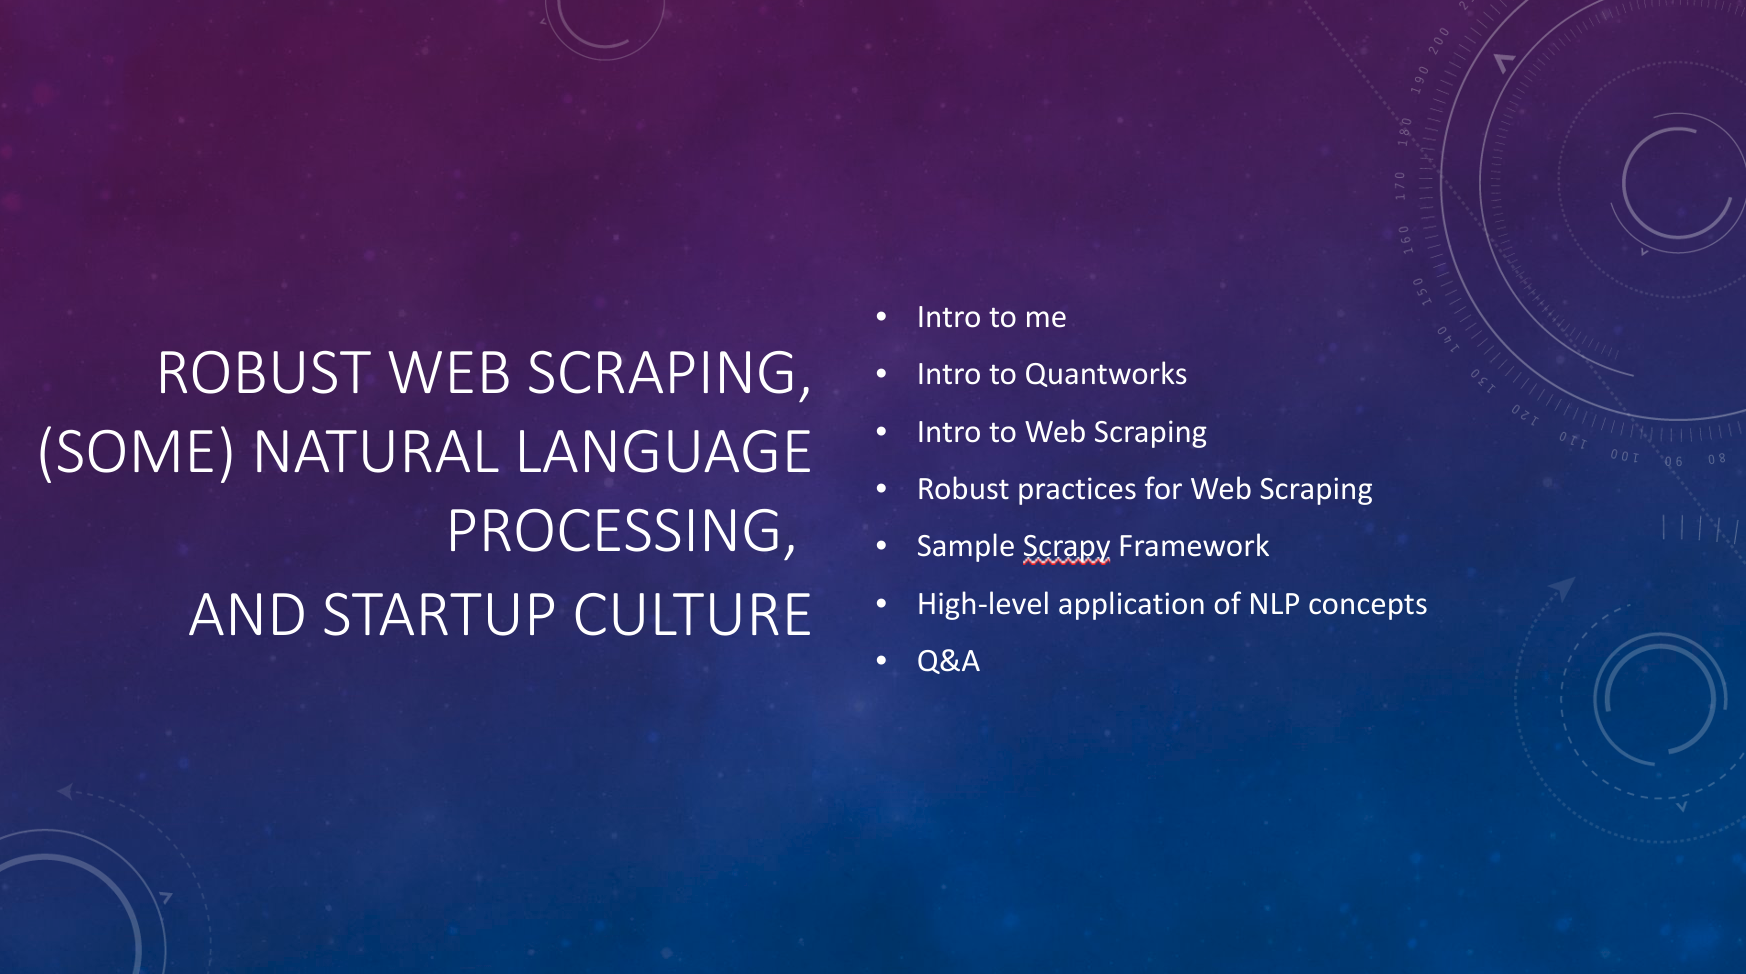 ROBUST WEB SCRAPING,
(SOME) NATURAL LANGUAGE
PROCESSING,
AND STARTUP CULTURE
• Intro to me
• Intro to Quantworks
• Intro to Web Scraping
• Robust practices for Web Scraping
• Sample Scrapy Framework
• High-level application of NLP concepts
• Q&A
200
190
180
170
160
150
140
130
120
110
100
90
80